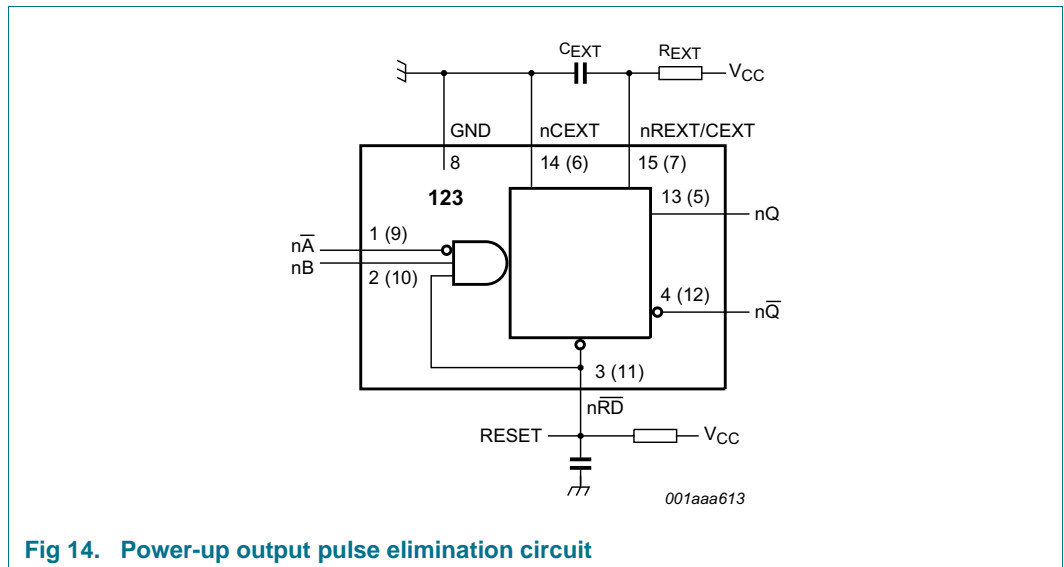 CEXT
REXT
VCC
GND
nCEXT
nREXT/CEXT
8
14 (6)
15 (7)
123
13 (5)
nQ
1 (9)
nA̅
nB
2 (10)
4 (12)
nQ̅
3 (11)
nR̅D̅
RESET
VCC
001aaa613
Fig 14. Power-up output pulse elimination circuit